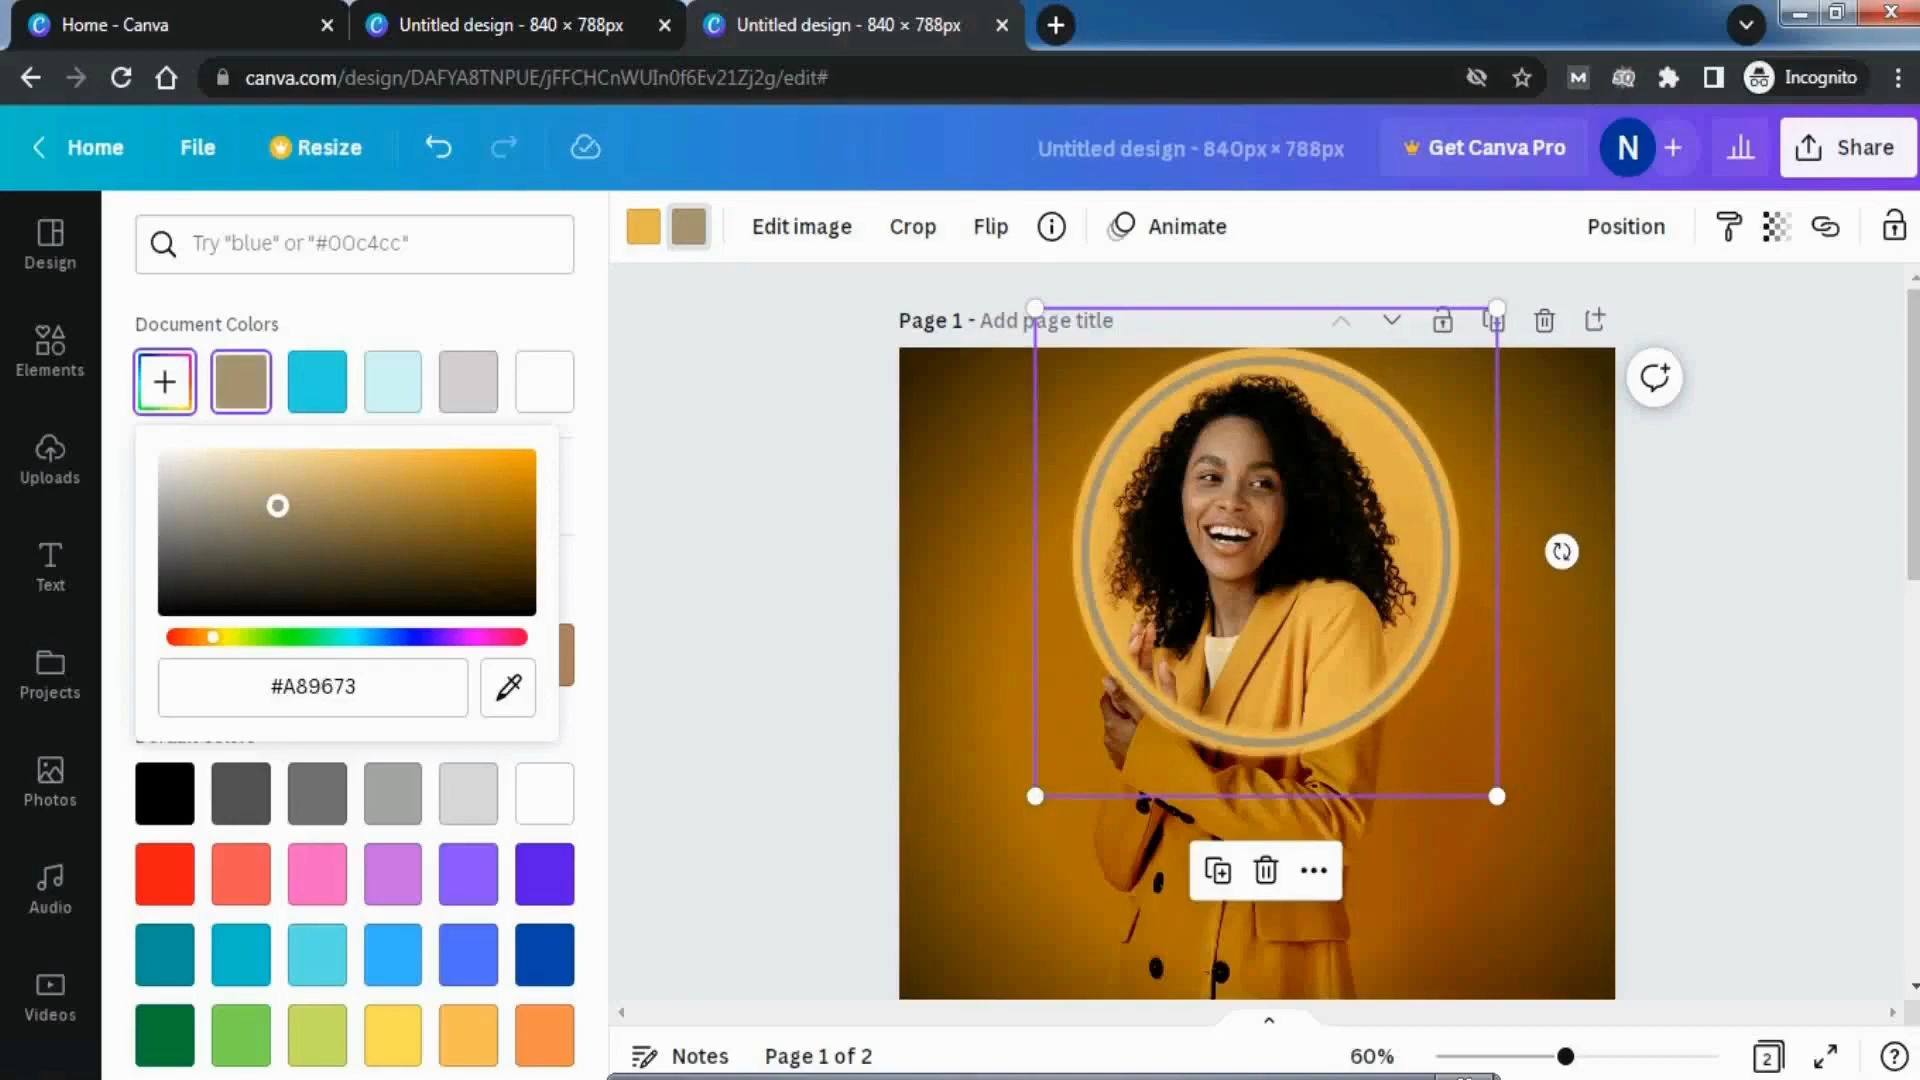 Home - Canva
Untitled design - 840 × 788px
Untitled design - 840 × 788px
canva.com/design/DAFYA8TNPUE/jFFCHCnWUIn0f6Ev21Zj2g/edit#
Incognito
Home
File
Resize
Untitled design - 840px × 788px
Get Canva Pro
N
Share
Design
Elements
Uploads
Text
Projects
Photos
Audio
Videos
Try "blue" or "#00c4cc"
Document Colors
#A89673
Edit image
Crop
Flip
Animate
Position
Page 1 - Add page title
Notes
Page 1 of 2
60%
2